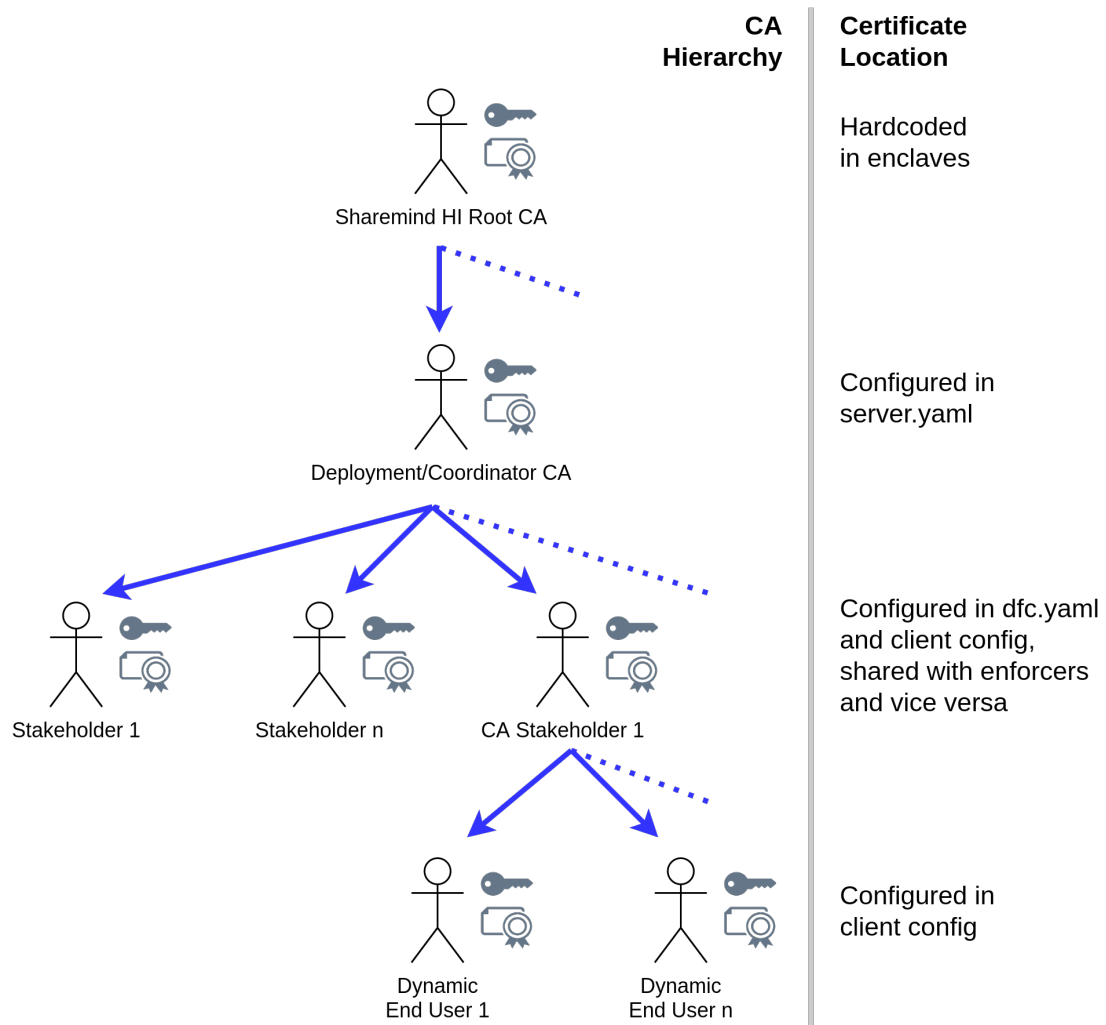 CA
Hierarchy
Certificate
Location
Hardcoded
in enclaves
Sharemind HI Root CA
Configured in
server.yaml
Deployment/Coordinator CA
Configured in dfc.yaml
and client config,
shared with enforcers
and vice versa
Stakeholder 1
Stakeholder n
CA Stakeholder 1
Configured in
client config
Dynamic
End User 1
Dynamic
End User n